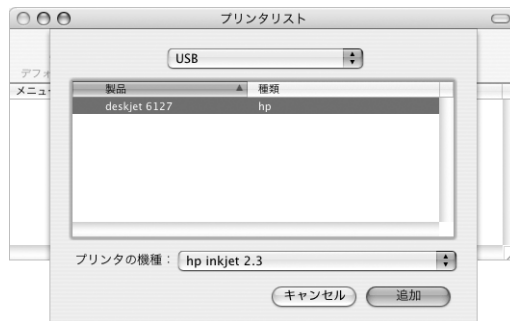 プリンタリスト
USB
デフォ
メニュー
製品 種類
deskjet 6127 hp
プリンタの機種： hp inkjet 2.3
キャンセル 追加